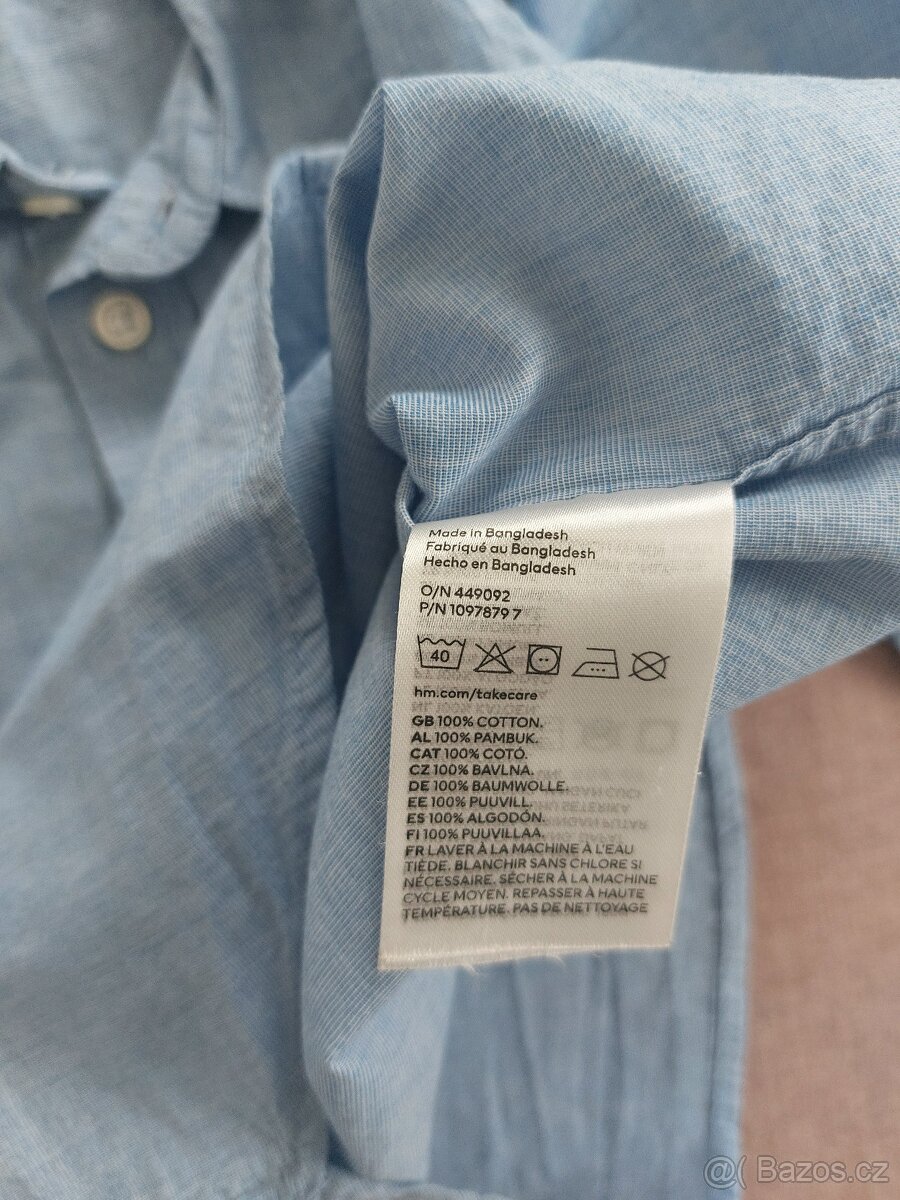 Made in Bangladesh
Fabriqué au Bangladesh
Hecho en Bangladesh
O/N 449092
P/N 1097879 7
40
hm.com/takecare
GB 100% COTTON.
AL 100% PAMBUK.
CAT 100% COTÓ.
CZ 100% BAVLNA.
DE 100% BAUMWOLLE.
EE 100% PUUVILL.
ES 100% ALGODÓN.
FI 100% PUUVILLAA.
FR LAVER À LA MACHINE À L'EAU
TIÈDE. BLANCHIR SANS CHLORE SI
NÉCESSAIRE. SÉCHER À LA MACHINE
CYCLE MOYEN. REPASSER À HAUTE
TEMPÉRATURE. PAS DE NETTOYAGE
@( Bazos.cz